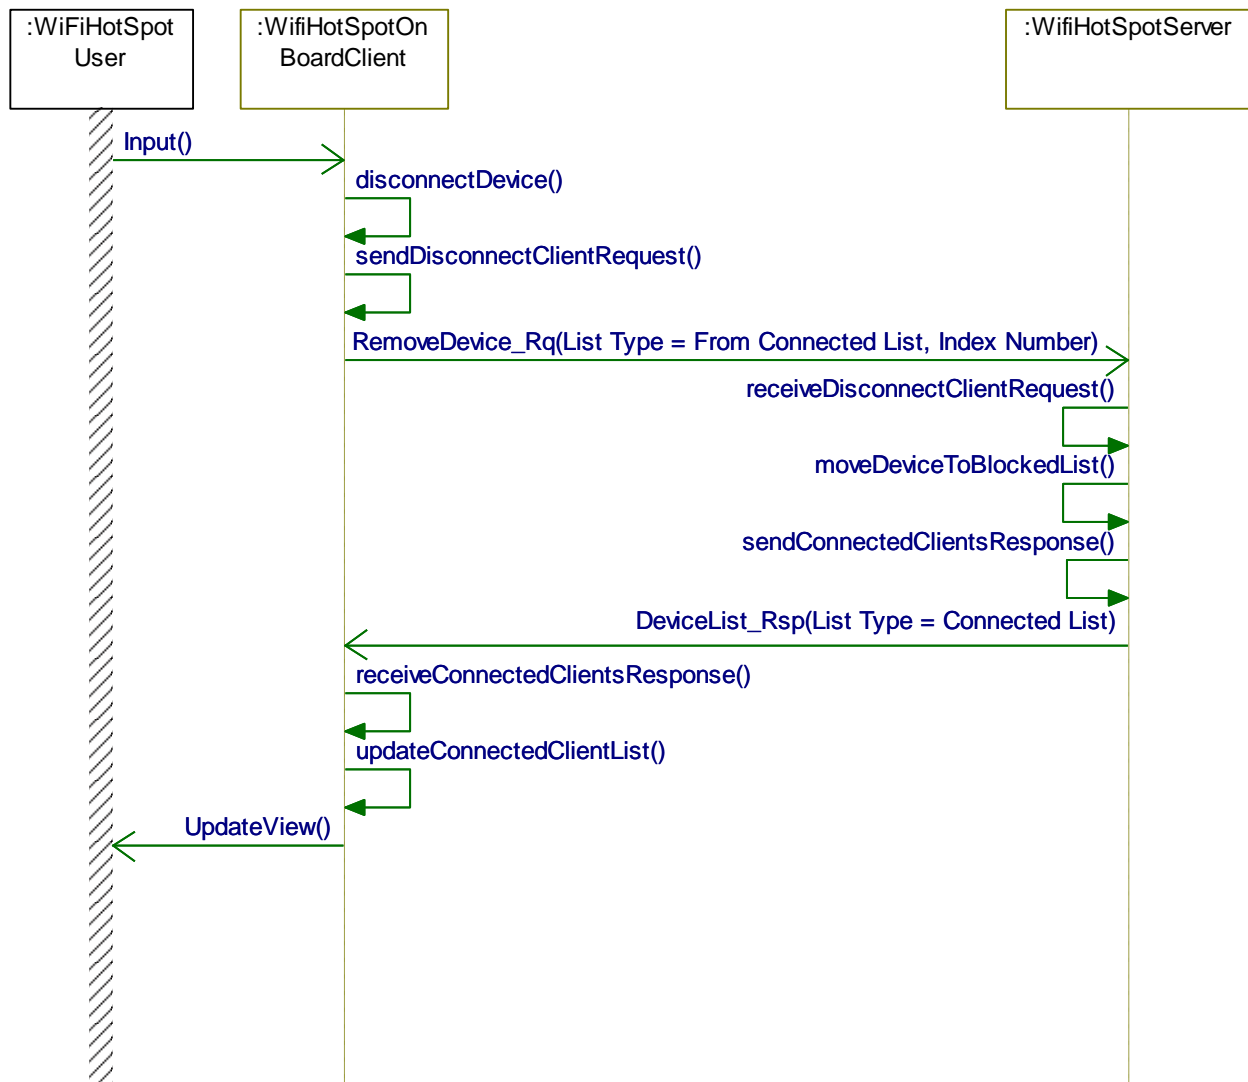 :WiFiHotSpot
User
:WifiHotSpotOn
BoardClient
:WifiHotSpotServer
Input()
disconnectDevice()
sendDisconnectClientRequest()
RemoveDevice_Rq(List Type = From Connected List, Index Number)
receiveDisconnectClientRequest()
moveDeviceToBlockedList()
sendConnectedClientsResponse()
DeviceList_Rsp(List Type = Connected List)
receiveConnectedClientsResponse()
updateConnectedClientList()
UpdateView()